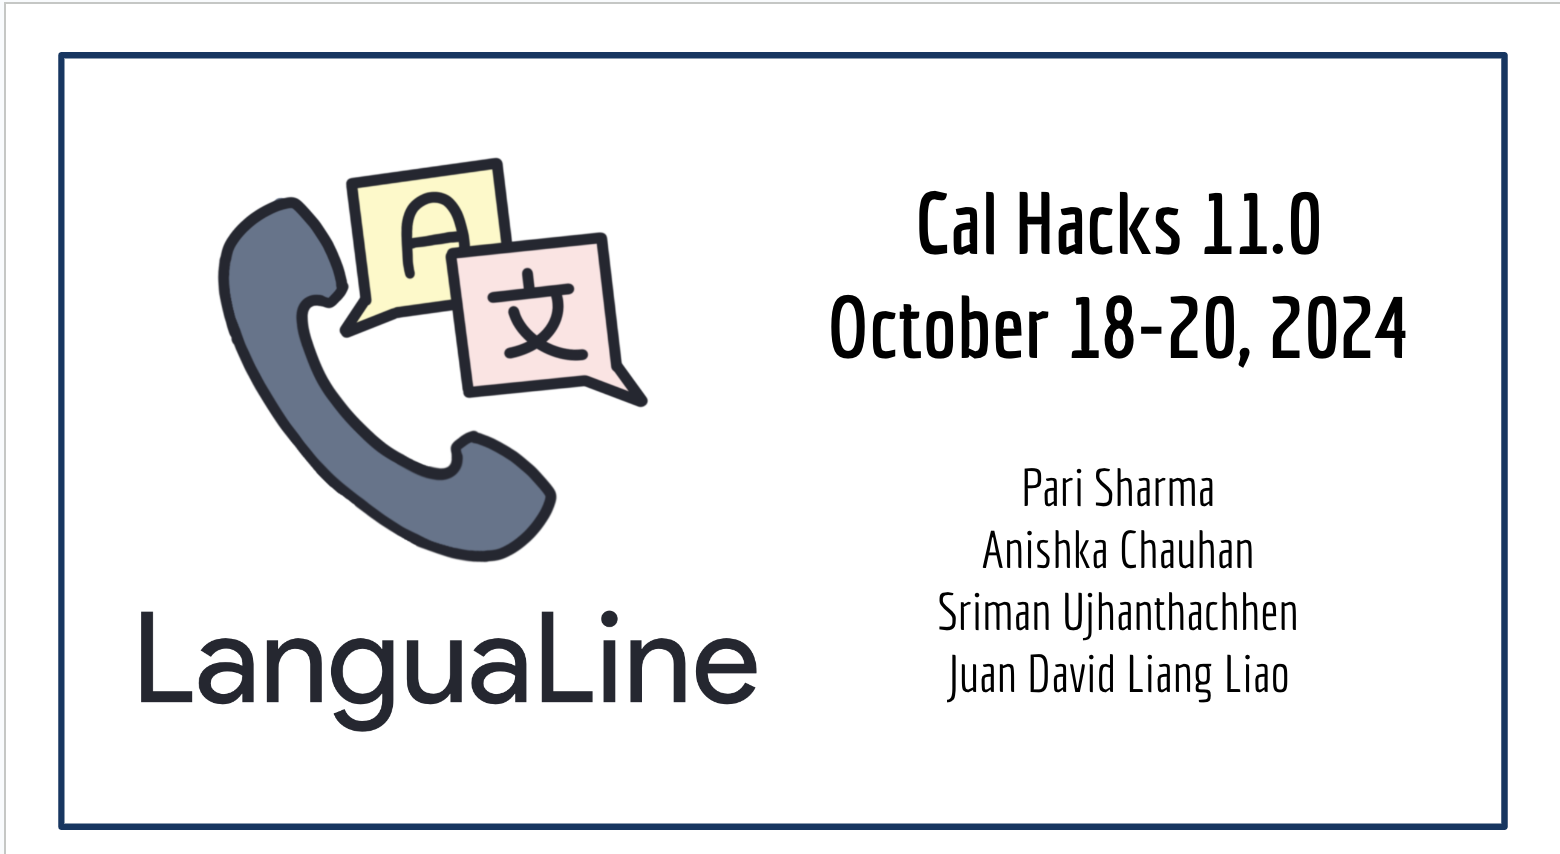 A
文
LanguaLine
Cal Hacks 11.0
October 18-20, 2024
Pari Sharma
Anishka Chauhan
Sriman Ujhanthachhen
Juan David Liang Liao